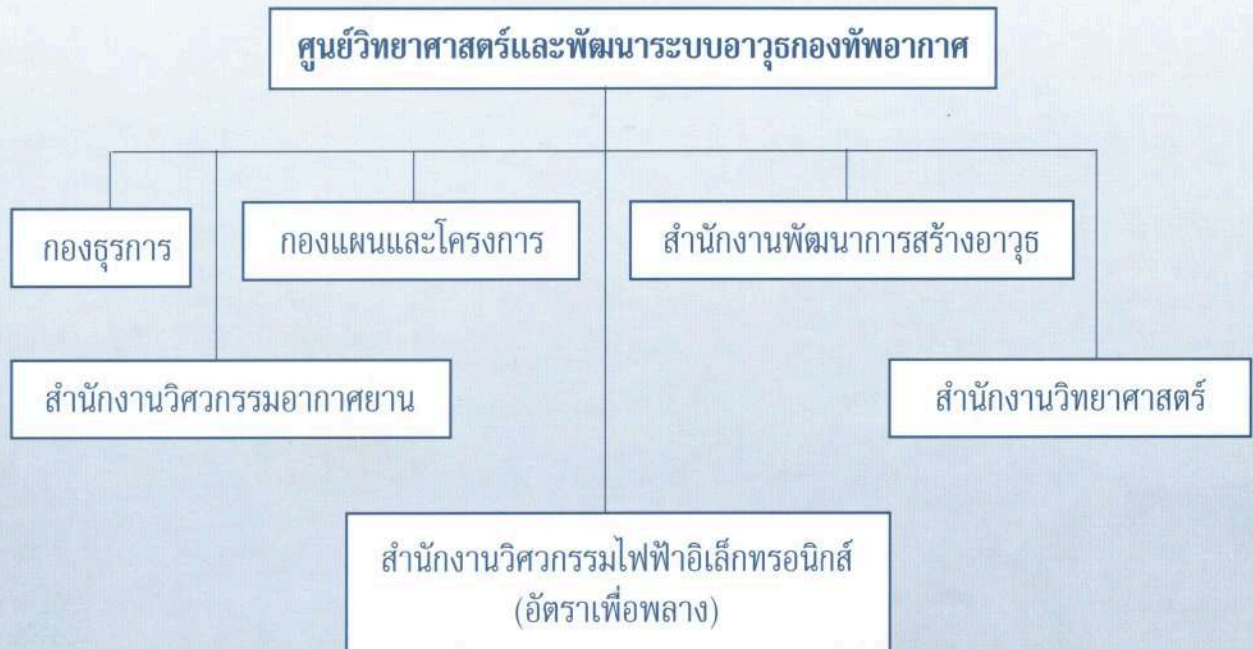 ศูนย์วิทยาศาสตร์และพัฒนาระบบอาวุธกองทัพอากาศ
กองธุรการ
กองแผนและโครงการ
สำนักงานพัฒนาการสร้างอาวุธ
สำนักงานวิศวกรรมอากาศยาน
สำนักงานวิทยาศาสตร์
สำนักงานวิศวกรรมไฟฟ้าอิเล็กทรอนิกส์
(อัตราเพื่อพลาง)